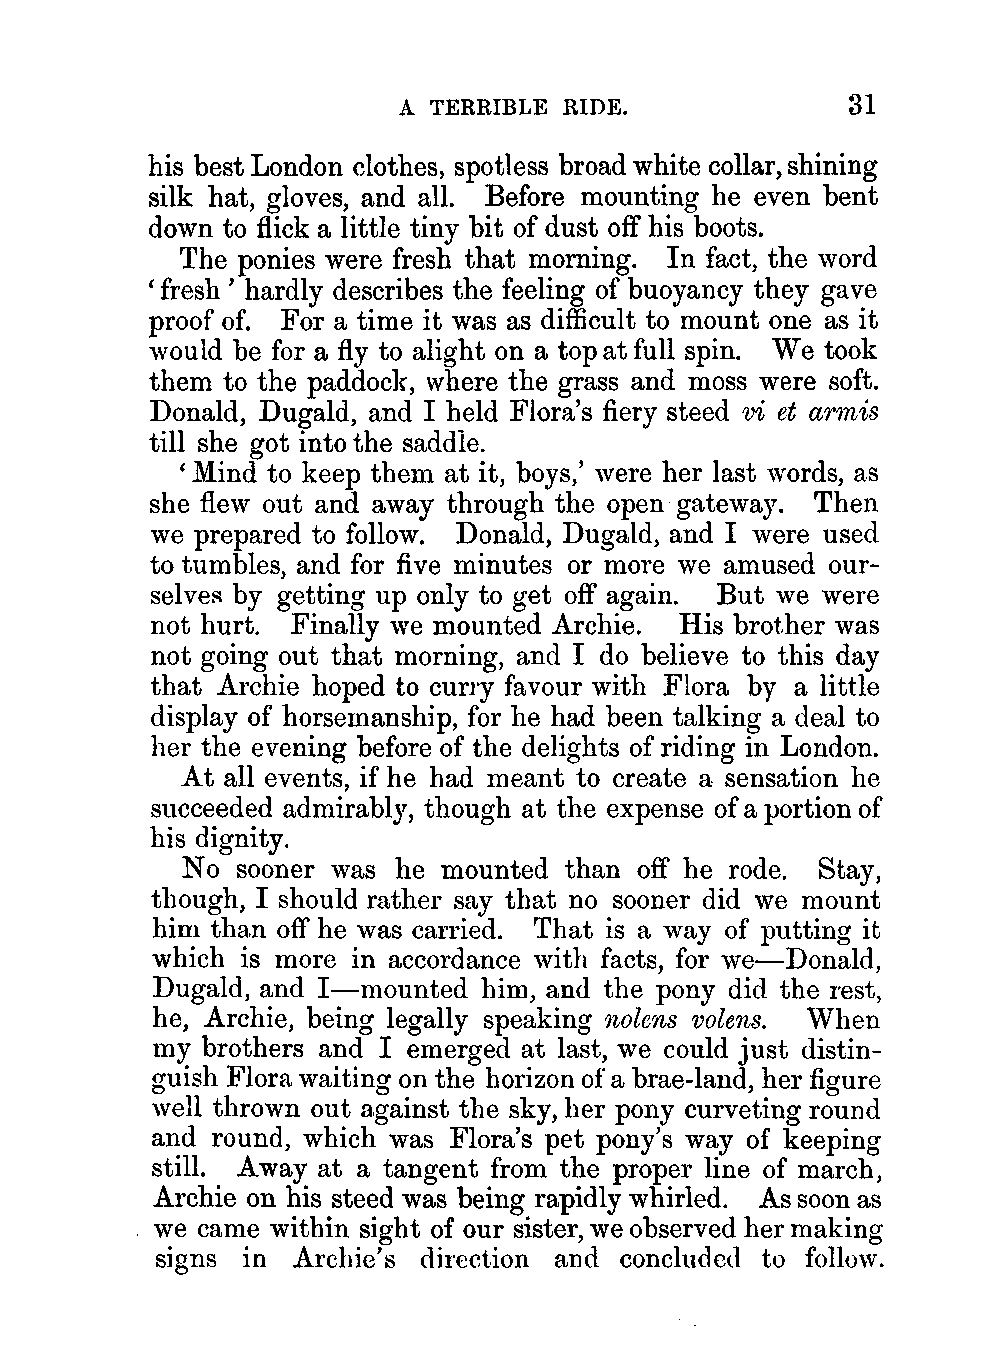 A TERRIBLE RIDE. 31
his best London clothes, spotless broad white collar, shining
silk hat, gloves, and all. Before mounting he even bent
down to flick a little tiny bit of dust off his boots.
The ponies were fresh that morning. In fact, the word
‘fresh’ hardly describes the feeling of buoyancy they gave
proof of. For a time it was as difficult to mount one as it
would be for a fly to alight on a top at full spin. We took
them to the paddock, where the grass and moss were soft.
Donald, Dugald, and I held Flora’s fiery steed vi et armis
till she got into the saddle.
‘Mind to keep them at it, boys,’ were her last words, as
she flew out and away through the open gateway. Then
we prepared to follow. Donald, Dugald, and I were used
to tumbles, and for five minutes or more we amused our-
selves by getting up only to get off again. But we were
not hurt. Finally we mounted Archie. His brother was
not going out that morning, and I do believe to this day
that Archie hoped to curry favour with Flora by a little
display of horsemanship, for he had been talking a deal to
her the evening before of the delights of riding in London.
At all events, if he had meant to create a sensation he
succeeded admirably, though at the expense of a portion of
his dignity.
No sooner was he mounted than off he rode. Stay,
though, I should rather say that no sooner did we mount
him than off he was carried. That is a way of putting it
which is more in accordance with facts, for we—Donald,
Dugald, and I—mounted him, and the pony did the rest,
he, Archie, being legally speaking nolens volens. When
my brothers and I emerged at last, we could just distin-
guish Flora waiting on the horizon of a brae-land, her figure
well thrown out against the sky, her pony curveting round
and round, which was Flora’s pet pony’s way of keeping
still. Away at a tangent from the proper line of march,
Archie on his steed was being rapidly whirled. As soon as
we came within sight of our sister, we observed her making
signs in Archie’s direction and concluded to follow.